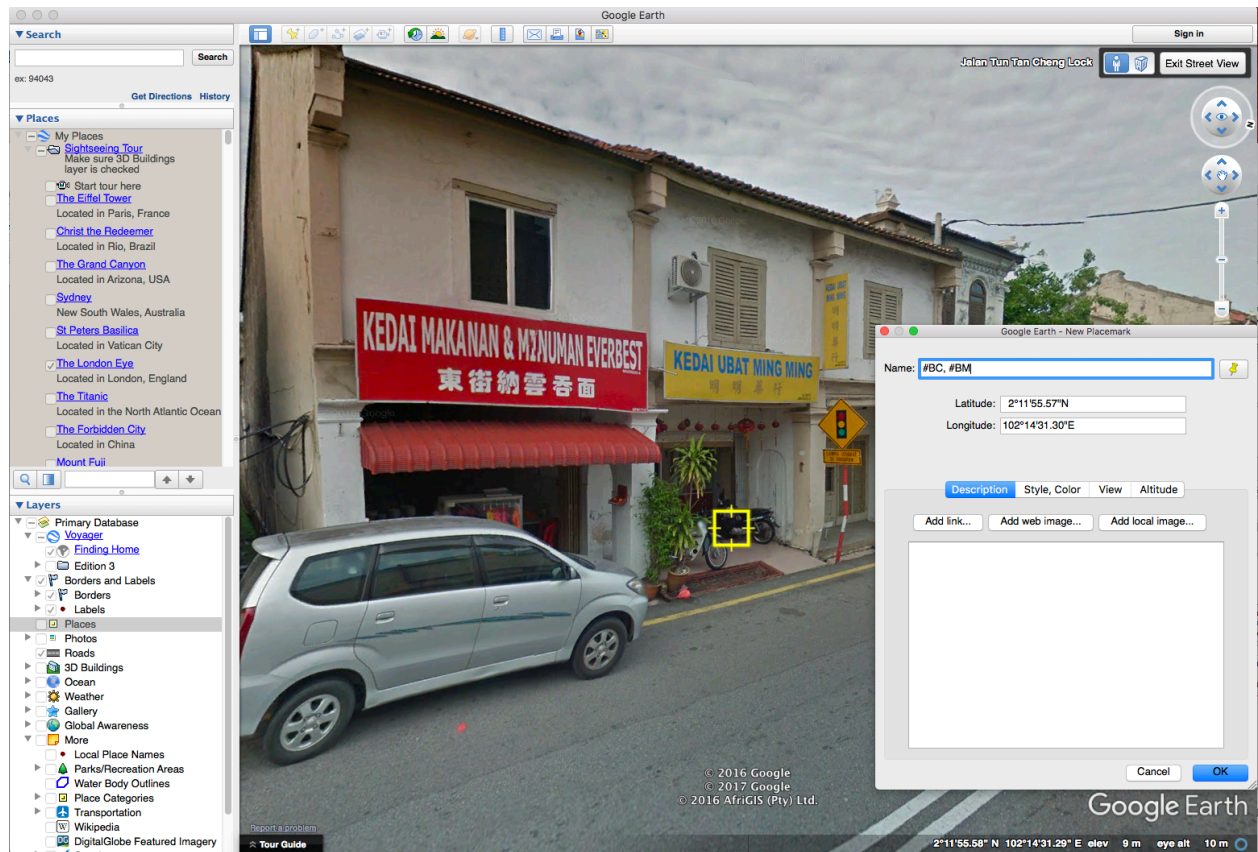 Google Earth
Search
Search
ex: 94043
Get Directions History
Places
My Places
Sightseeing Tour
Make sure 3D Buildings
layer is checked
Start tour here
The Eiffel Tower
Located in Paris, France
Christ the Redeemer
Located in Rio, Brazil
The Grand Canyon
Located in Arizona, USA
Sydney
New South Wales, Australia
St Peters Basilica
Located in Vatican City
The London Eye
Located in London, England
The Titanic
Located in the North Atlantic Ocean
The Forbidden City
Located in China
Mount Fuji
Layers
Primary Database
Voyager
Finding Home
Edition 3
Borders and Labels
Borders
Labels
Places
Photos
Roads
3D Buildings
Ocean
Weather
Gallery
Global Awareness
More
Local Place Names
Parks/Recreation Areas
Water Body Outlines
Place Categories
Transportation
Wikipedia
DigitalGlobe Featured Imagery
Sign in
Jalan Tun Tan Cheng Lock
Exit Street View
N
KEDAI MAKANAN & MINUMAN EVERBEST
東街納雲吞面
KEDAI UBAT MING MING
明明藥行
KEDAI UBAT
MING MING
Google
Google Earth - New Placemark
Name: #BC, #BM
Latitude: 2°11'55.57"N
Longitude: 102°14'31.30"E
Description Style, Color View Altitude
Add link... Add web image... Add local image...
Cancel OK
© 2016 Google
© 2017 Google
© 2016 AfriGIS (Pty) Ltd.
Google Earth
Report a problem
Tour Guide
2°11'55.58" N 102°14'31.29" E elev 9 m eye alt 10 m